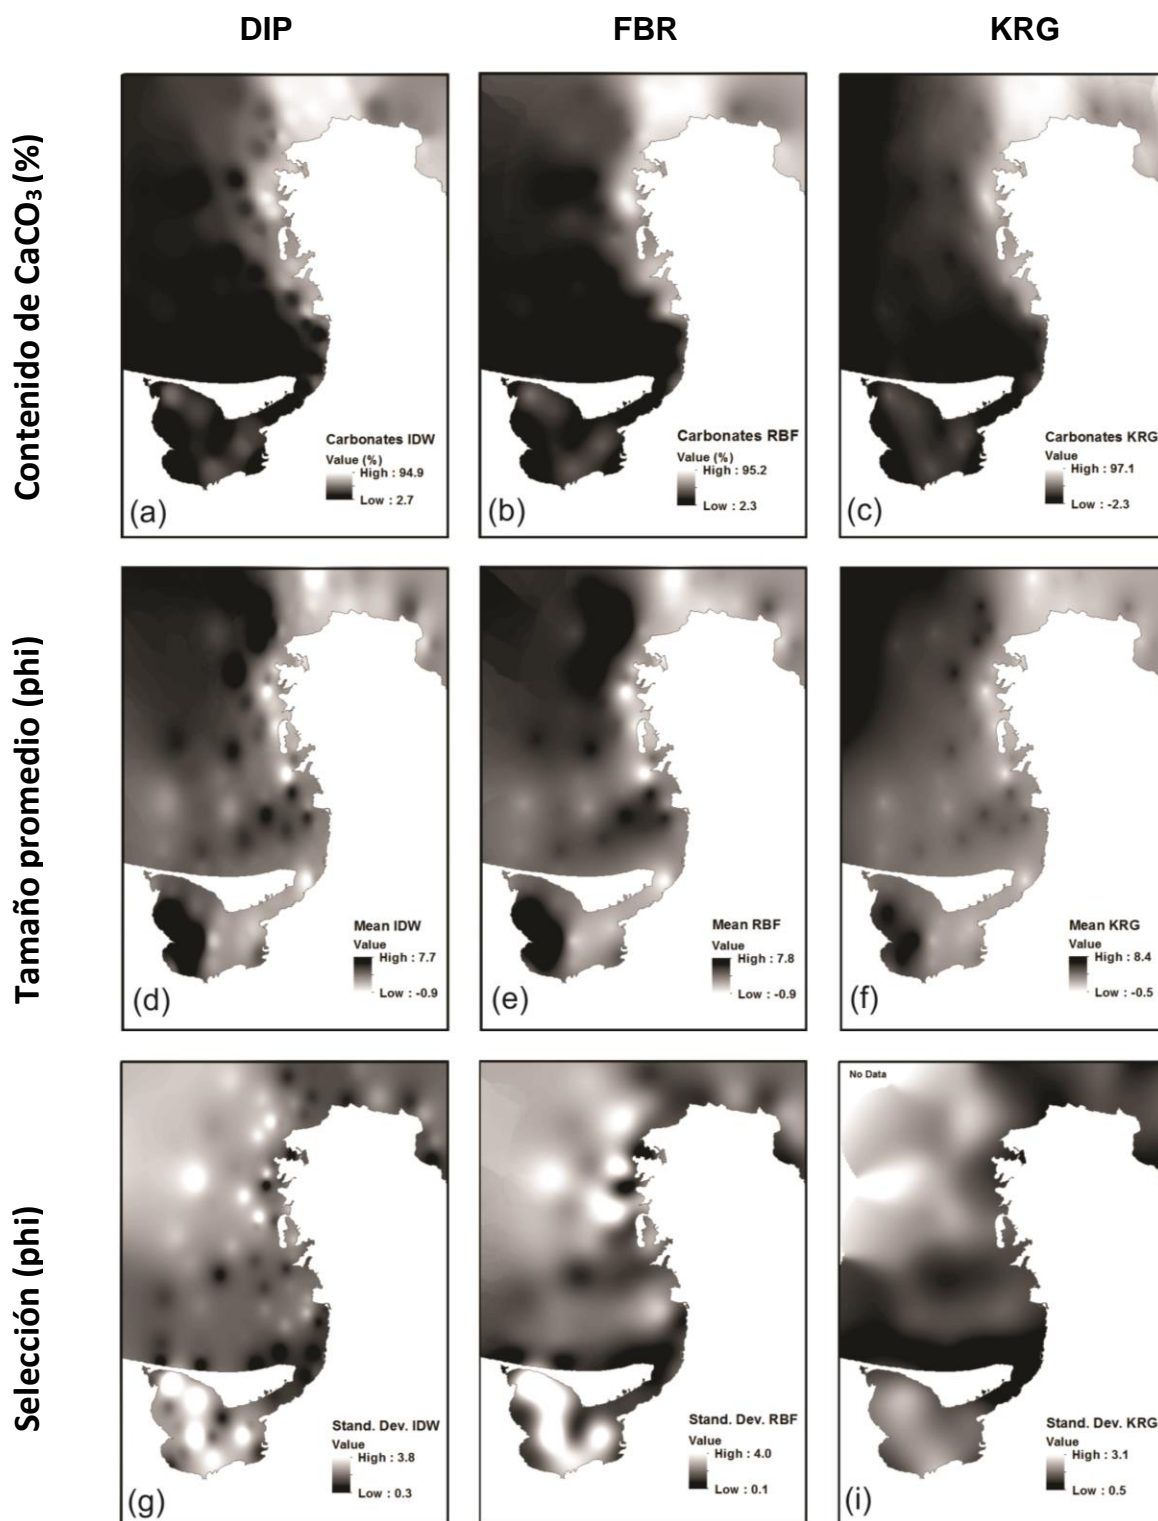 DIP
FBR
KRG
Contenido de CaCO₃ (%)
Carbonates IDW
Value (%)
High : 94.9
Low : 2.7
(a)
Carbonates RBF
Value (%)
High : 95.2
Low : 2.3
(b)
Carbonates KRG
Value
High : 97.1
Low : -2.3
(c)
Tamaño promedio (phi)
Mean IDW
Value
High : 7.7
Low : -0.9
(d)
Mean RBF
Value
High : 7.8
Low : -0.9
(e)
Mean KRG
Value
High : 8.4
Low : -0.5
(f)
Selección (phi)
Stand. Dev. IDW
Value
High : 3.8
Low : 0.3
(g)
Stand. Dev. RBF
Value
High : 4.0
Low : 0.1
No Data
Stand. Dev. KRG
Value
High : 3.1
Low : 0.5
(i)